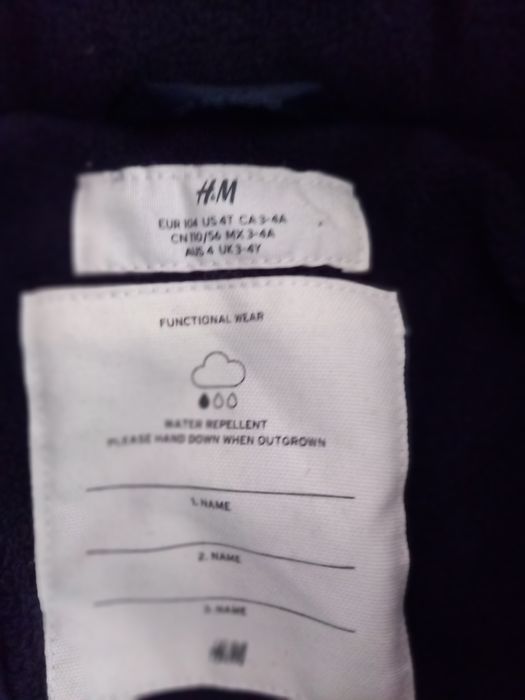 H&M
EUR 104 US 4T CA 3-4A
CN 110/56 MX 3-4A
AUS 4 UK 3-4Y
FUNCTIONAL WEAR
WATER REPELLENT
PLEASE HAND DOWN WHEN OUTGROWN
1. NAME
2. NAME
3. NAME
H&M